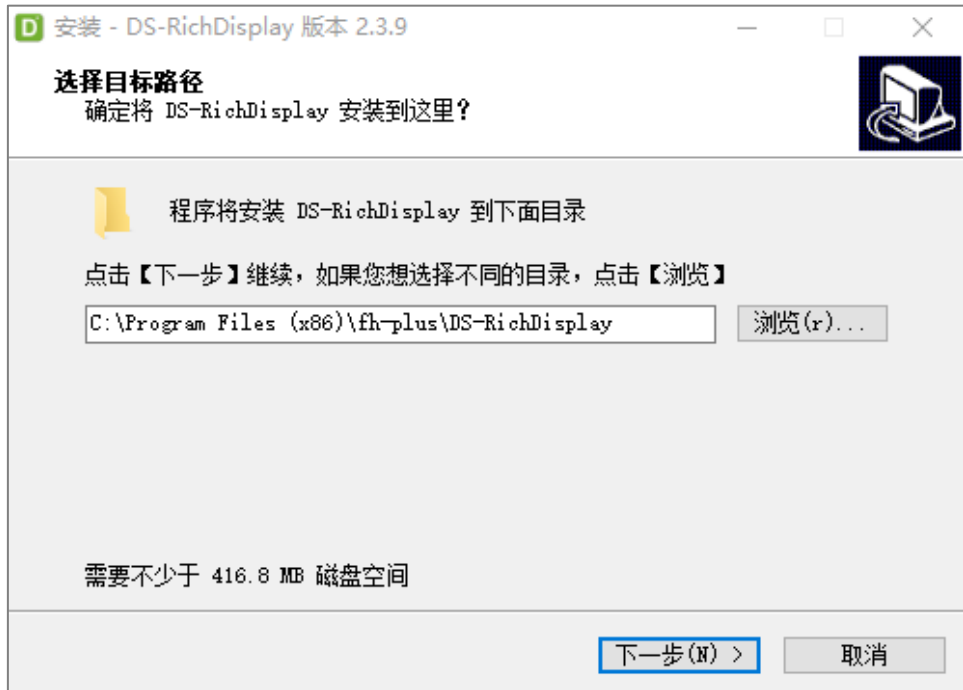 D 安装 - DS-RichDisplay 版本 2.3.9
选择目标路径
确定将 DS-RichDisplay 安装到这里?
程序将安装 DS-RichDisplay 到下面目录
点击【下一步】继续，如果您想选择不同的目录，点击【浏览】
C:\Program Files (x86)\fh-plus\DS-RichDisplay 浏览(r)...
需要不少于 416.8 MB 磁盘空间
下一步(N) > 取消